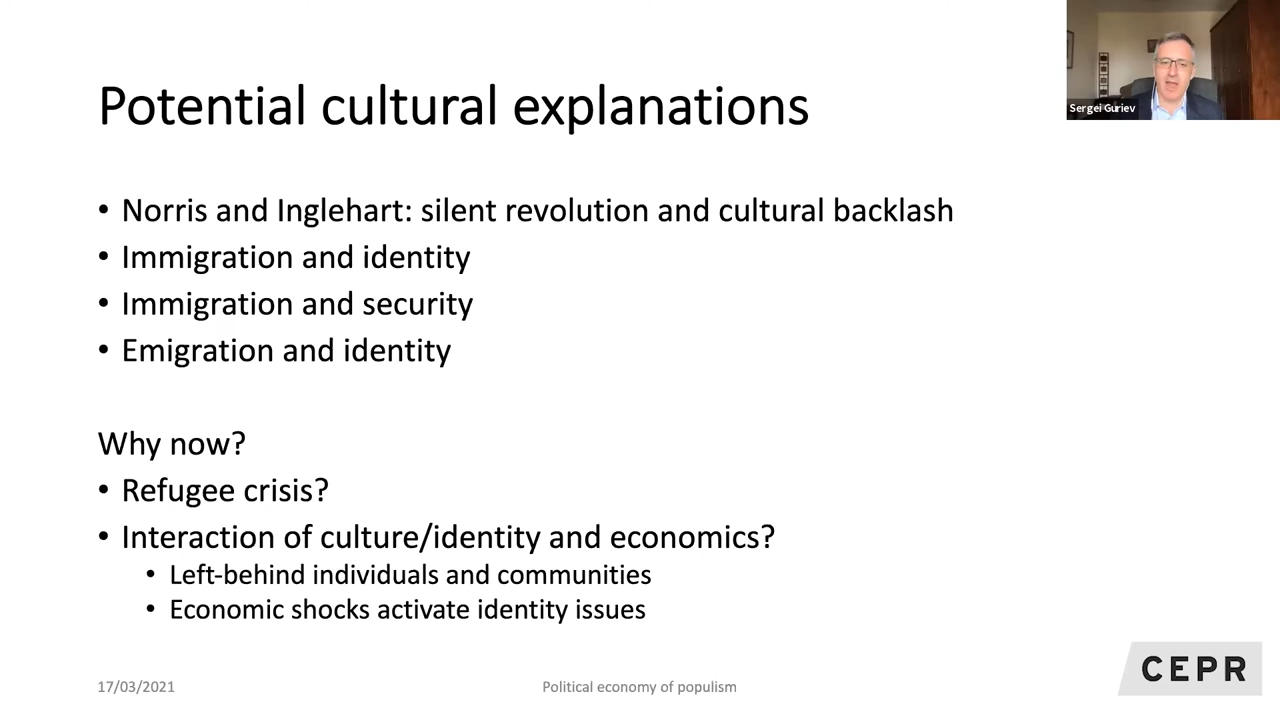 Potential cultural explanations
Sergei Guriev
• Norris and Inglehart: silent revolution and cultural backlash
• Immigration and identity
• Immigration and security
• Emigration and identity
Why now?
• Refugee crisis?
• Interaction of culture/identity and economics?
• Left-behind individuals and communities
• Economic shocks activate identity issues
17/03/2021
Political economy of populism
CEPR